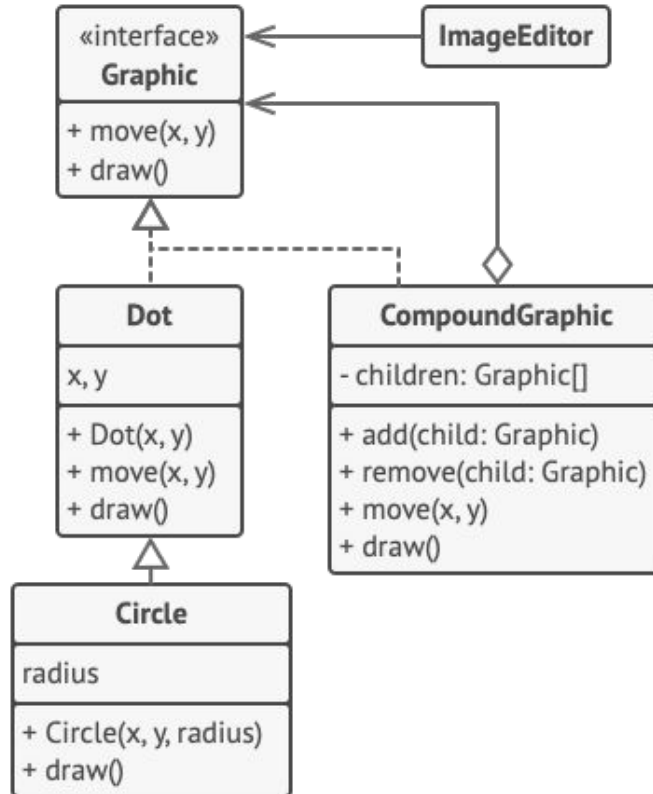 «interface»
Graphic
+ move(x, y)
+ draw()
ImageEditor
Dot
x, y
+ Dot(x, y)
+ move(x, y)
+ draw()
CompoundGraphic
- children: Graphic[]
+ add(child: Graphic)
+ remove(child: Graphic)
+ move(x, y)
+ draw()
Circle
radius
+ Circle(x, y, radius)
+ draw()